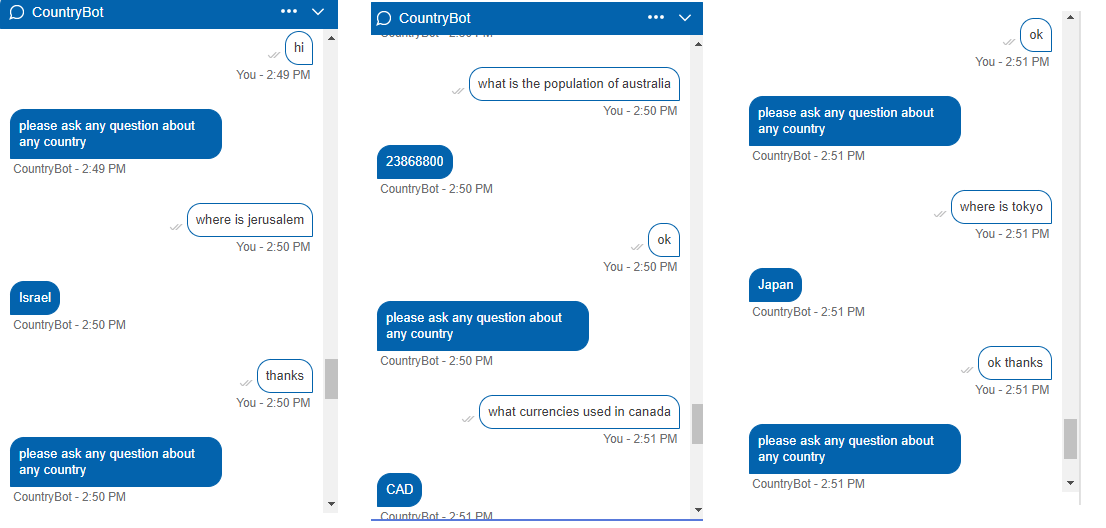 CountryBot
hi
You - 2:49 PM
please ask any question about
any country
CountryBot - 2:49 PM
where is jerusalem
You - 2:50 PM
Israel
CountryBot - 2:50 PM
thanks
You - 2:50 PM
please ask any question about
any country
CountryBot - 2:50 PM
CountryBot
CountryBot - 2:50 PM
what is the population of australia
You - 2:50 PM
23868800
CountryBot - 2:50 PM
ok
You - 2:50 PM
please ask any question about
any country
CountryBot - 2:50 PM
what currencies used in canada
You - 2:51 PM
CAD
CountryBot - 2:51 PM
ok
You - 2:51 PM
please ask any question about
any country
CountryBot - 2:51 PM
where is tokyo
You - 2:51 PM
Japan
CountryBot - 2:51 PM
ok thanks
You - 2:51 PM
please ask any question about
any country
CountryBot - 2:51 PM